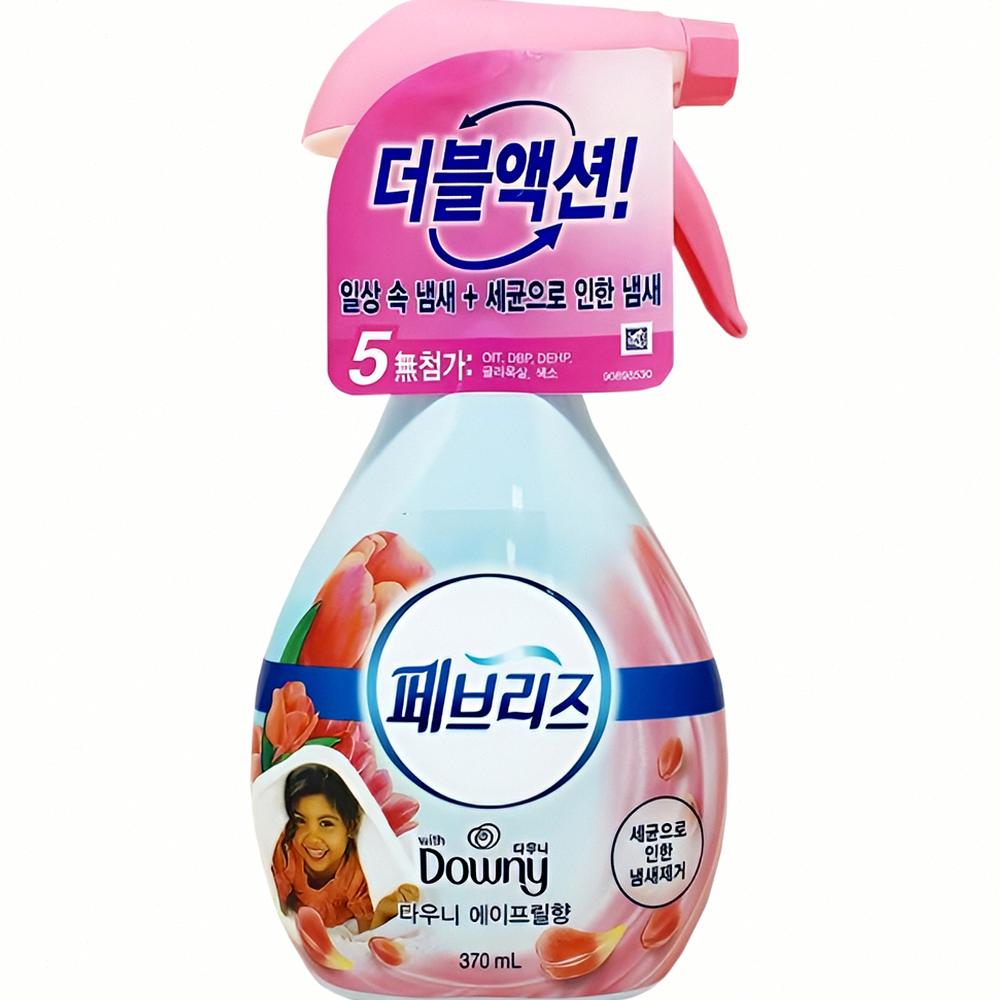 더블액션!
일상 속 냄새 + 세균으로 인한 냄새
5 無첨가: OIT, DBP, DEHP,
글리옥살, 색소
90893530
페브리즈
with
다우니
Downy
다우니 에이프릴향
세균으로
인한
냄새제거
370 mL